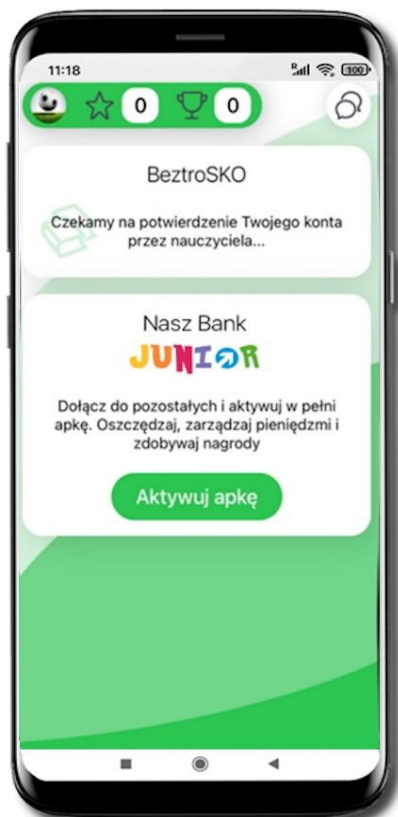 11:18
R
100
0
0
BeztroSKO
Czekamy na potwierdzenie Twojego konta
przez nauczyciela...
Nasz Bank
JUNIOR
Dołącz do pozostałych i aktywuj w pełni
apkę. Oszczędzaj, zarządzaj pieniędzmi i
zdobywaj nagrody
Aktywuj apkę